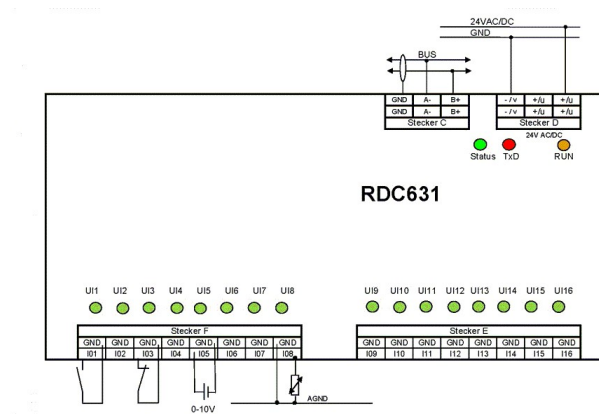 24VAC/DC
GND
BUS
GND A- B+ -/v +/u +/u
GND A- B+ -/v +/u +/u
Stecker C Stecker D
24V AC/DC
Status TxD RUN
RDC631
UI1 UI2 UI3 UI4 UI5 UI6 UI7 UI8 UI9 UI10 UI11 UI12 UI13 UI14 UI15 UI16
Stecker F Stecker E
GND GND GND GND GND GND GND GND GND GND GND GND GND GND GND GND
I01 I02 I03 I04 I05 I06 I07 I08 I09 I10 I11 I12 I13 I14 I15 I16
AGND
0-10V